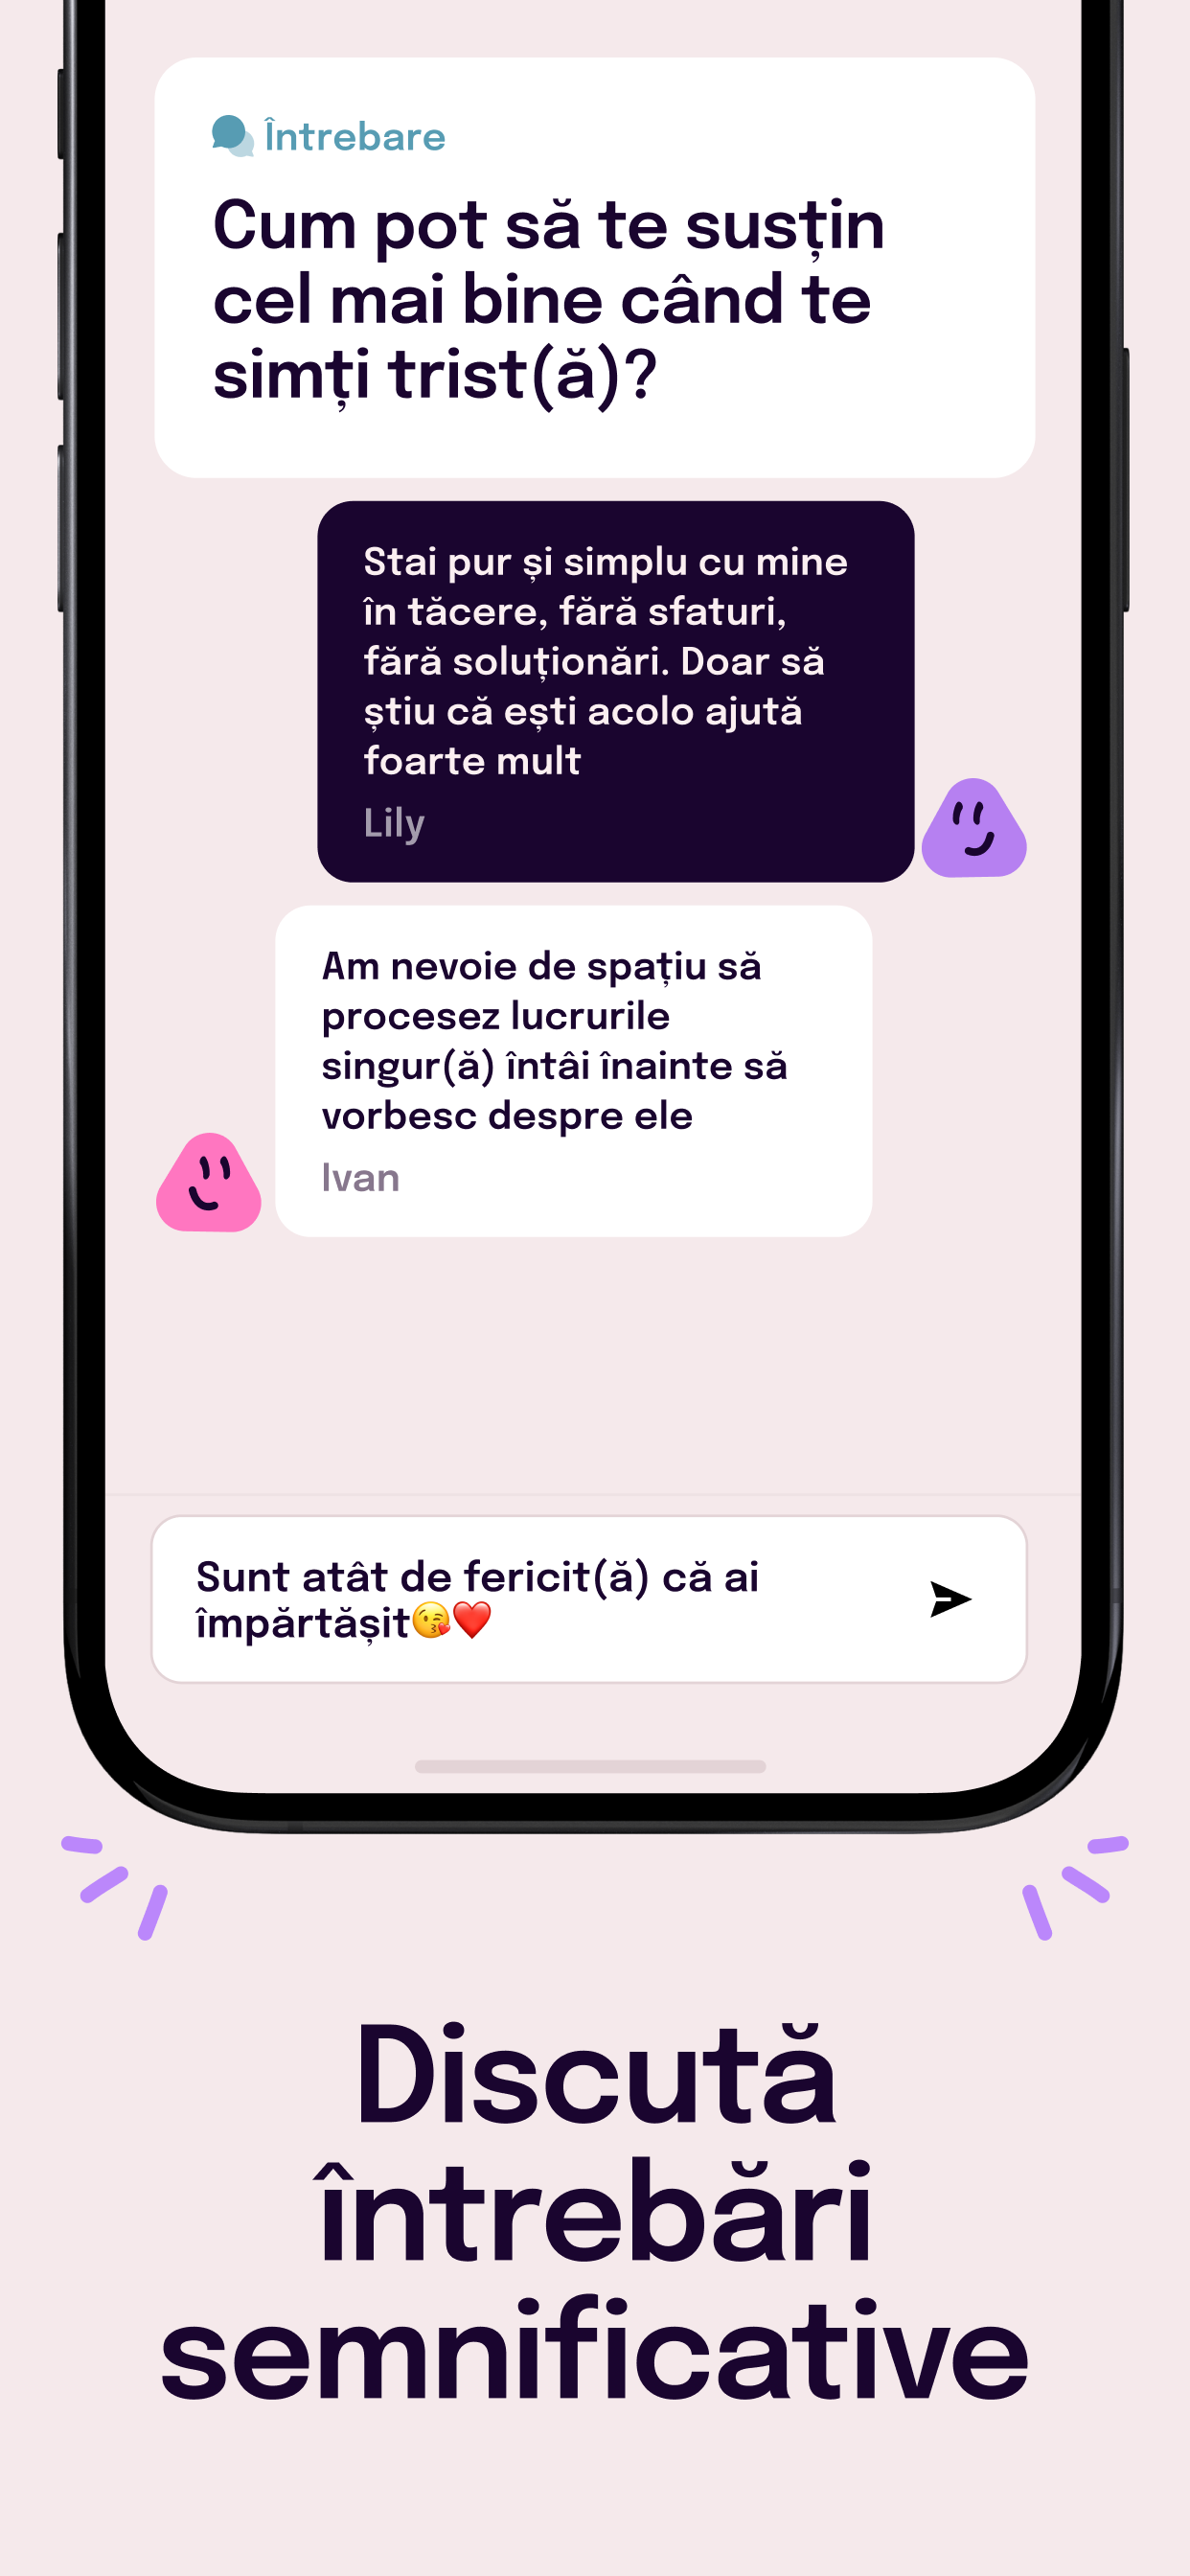 Întrebare
Cum pot să te susțin
cel mai bine când te
simți trist(ă)?
Stai pur și simplu cu mine
în tăcere, fără sfaturi,
fără soluționări. Doar să
știu că ești acolo ajută
foarte mult
Lily
Am nevoie de spațiu să
procesez lucrurile
singur(ă) întâi înainte să
vorbesc despre ele
Ivan
Sunt atât de fericit(ă) că ai
împărtășit😘❤️
Discută
întrebări
semnificative